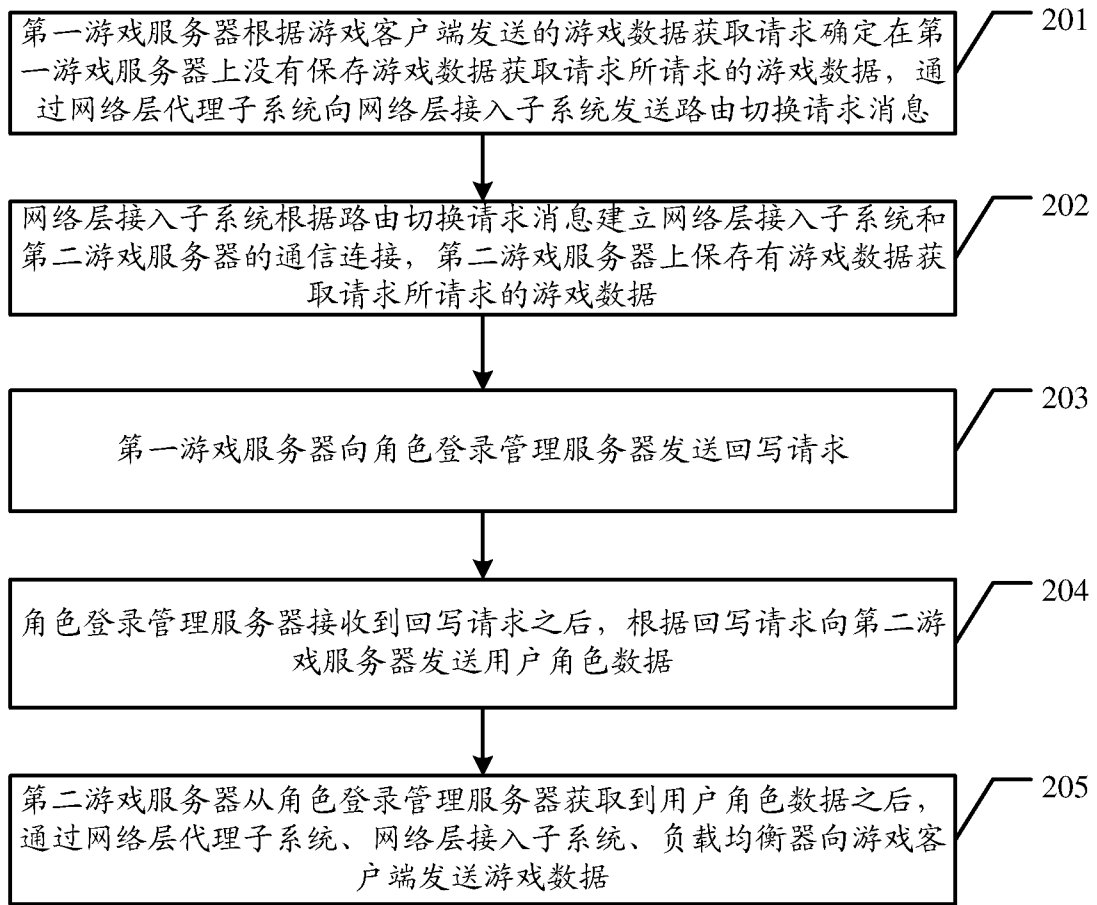 第一游戏服务器根据游戏客户端发送的游戏数据获取请求确定在第
一游戏服务器上没有保存游戏数据获取请求所请求的游戏数据，通
过网络层代理子系统向网络层接入子系统发送路由切换请求消息
201
网络层接入子系统根据路由切换请求消息建立网络层接入子系统和
第二游戏服务器的通信连接，第二游戏服务器上保存有游戏数据获
取请求所请求的游戏数据
202
第一游戏服务器向角色登录管理服务器发送回写请求
203
角色登录管理服务器接收到回写请求之后，根据回写请求向第二游
戏服务器发送用户角色数据
204
第二游戏服务器从角色登录管理服务器获取到用户角色数据之后，
通过网络层代理子系统、网络层接入子系统、负载均衡器向游戏客
户端发送游戏数据
205